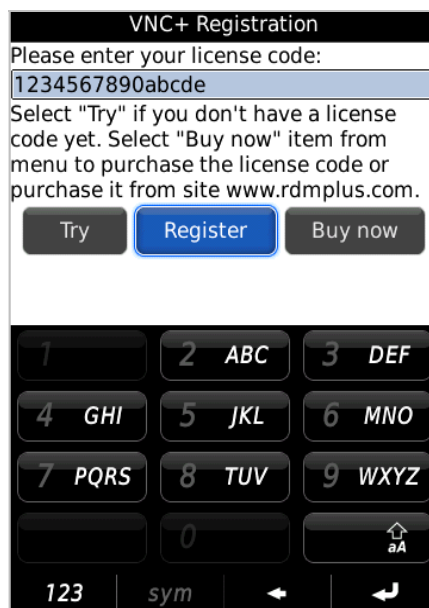 VNC+ Registration
Please enter your license code:
1234567890abcde
Select "Try" if you don't have a license
code yet. Select "Buy now" item from
menu to purchase the license code or
purchase it from site www.rdmplus.com.
Try Register Buy now
1 2 ABC 3 DEF
4 GHI 5 JKL 6 MNO
7 PQRS 8 TUV 9 WXYZ
0 aA
123 sym